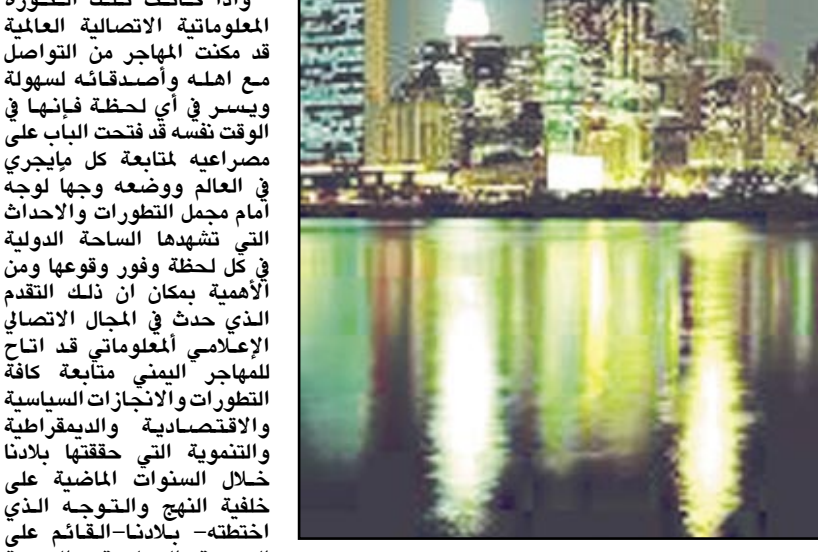 المعلوماتية الاتصالية العالمية
قد مكنت المهاجر من التواصل
مع اهله وأصدقائه لسهولة
ويسر في أي لحظة فإنها في
الوقت نفسه قد فتحت الباب على
مصراعيه لمتابعة كل مايجري
في العالم ووضعه وجهاً لوجه
أمام مجمل التطورات والاحداث
التي تشهدها الساحة الدولية
في كل لحظة وفور وقوعها ومن
الأهمية بمكان ان ذلك التقدم
الذي حدث في المجال الاتصالي
الإعلامي ألمعلوماتي قد اتاح
للمهاجر اليمني متابعة كافة
التطورات والانجازات السياسية
والاقتصادية والديمقراطية
والتنموية التي حققتها بلادنا
خلال السنوات الماضية على
خلفية النهج والتوجه الذي
اختطته- بلادنا-القائم على